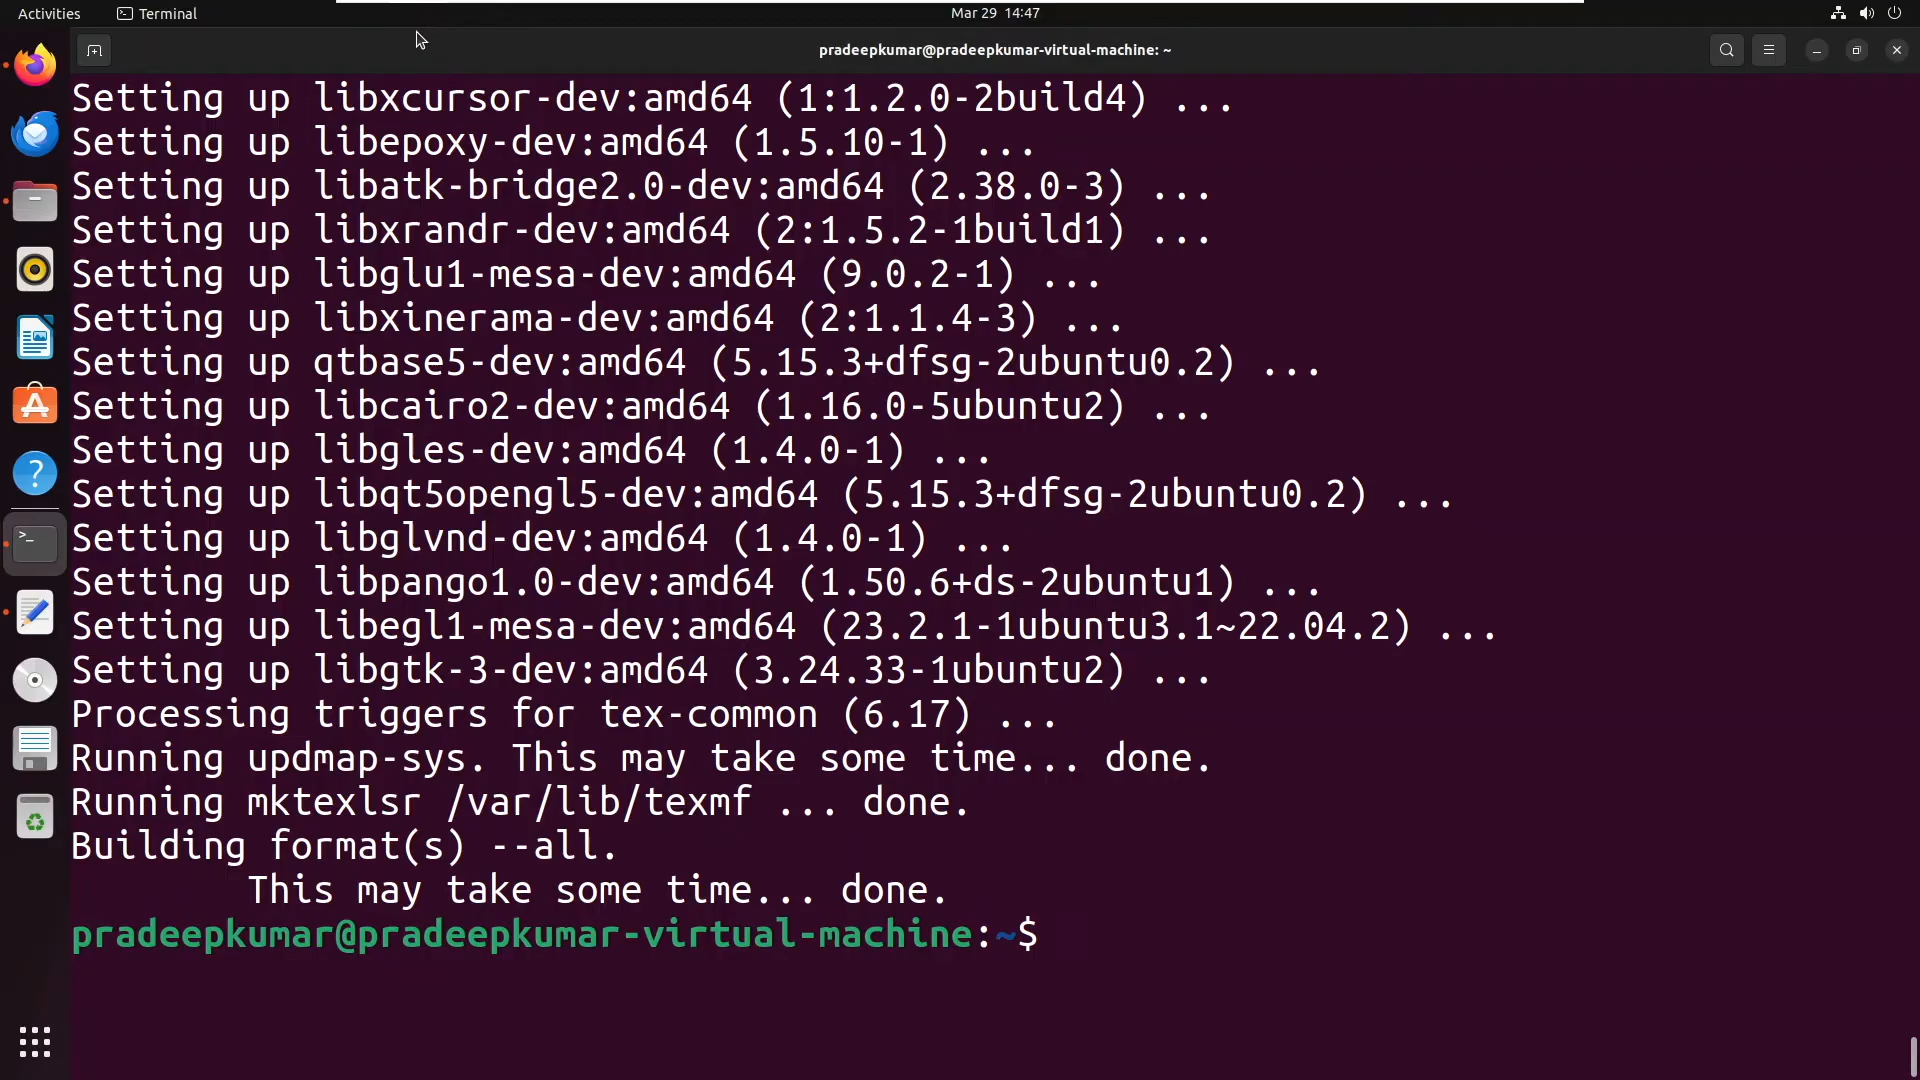 Activities Terminal Mar 29 14:47
pradeepkumar@pradeepkumar-virtual-machine: ~
Setting up libxcursor-dev:amd64 (1:1.2.0-2build4) ...
Setting up libepoxy-dev:amd64 (1.5.10-1) ...
Setting up libatk-bridge2.0-dev:amd64 (2.38.0-3) ...
Setting up libxrandr-dev:amd64 (2:1.5.2-1build1) ...
Setting up libglu1-mesa-dev:amd64 (9.0.2-1) ...
Setting up libxinerama-dev:amd64 (2:1.1.4-3) ...
Setting up qtbase5-dev:amd64 (5.15.3+dfsg-2ubuntu0.2) ...
Setting up libcairo2-dev:amd64 (1.16.0-5ubuntu2) ...
Setting up libgles-dev:amd64 (1.4.0-1) ...
Setting up libqt5opengl5-dev:amd64 (5.15.3+dfsg-2ubuntu0.2) ...
Setting up libglvnd-dev:amd64 (1.4.0-1) ...
Setting up libpango1.0-dev:amd64 (1.50.6+ds-2ubuntu1) ...
Setting up libegl1-mesa-dev:amd64 (23.2.1-1ubuntu3.1~22.04.2) ...
Setting up libgtk-3-dev:amd64 (3.24.33-1ubuntu2) ...
Processing triggers for tex-common (6.17) ...
Running updmap-sys. This may take some time... done.
Running mktexlsr /var/lib/texmf ... done.
Building format(s) --all.
This may take some time... done.
pradeepkumar@pradeepkumar-virtual-machine:~$